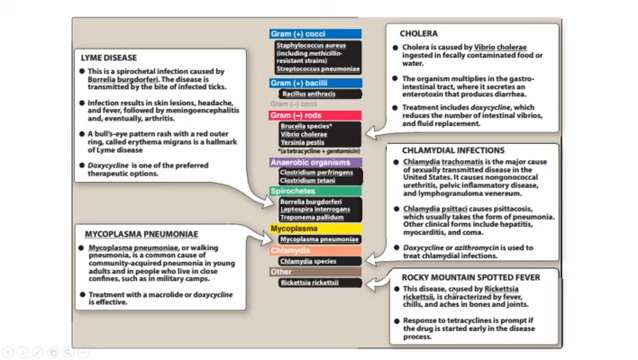 LYME DISEASE
• This is a spirochetal infection caused by
Borrelia burgdorferi. The disease is
transmitted by the bite of infected ticks.
• Infection results in skin lesions, headache,
and fever, followed by meningoencephalitis
and, eventually, arthritis.
• A bull's-eye pattern rash with a red outer
ring, called erythema migrans is a hallmark
of Lyme disease
• Doxycycline is one of the preferred
therapeutic options.
MYCOPLASMA PNEUMONIAE
• Mycoplasma pneumoniae, or walking
pneumonia, is a common cause of
community-acquired pneumonia in young
adults and in people who live in close
confines, such as in military camps.
• Treatment with a macrolide or doxycycline
is effective.
Gram (+) cocci
Staphylococcus aureus
(including methicillin-
resistant strains)
Streptococcus pneumoniae
Gram (+) bacilli
Bacillus anthracis
Gram (–) cocci
Gram (–) rods
Brucella species*
Vibrio cholerae
Yersinia pestis
*(a tetracycline + gentamicin)
Anaerobic organisms
Clostridium perfringens
Clostridium tetani
Spirochetes
Borrelia burgdorferi
Leptospira interrogans
Treponema pallidum
Mycoplasma
Mycoplasma pneumoniae
Chlamydia
Chlamydia species
Other
Rickettsia rickettsii
CHOLERA
• Cholera is caused by Vibrio cholerae
ingested in fecally contaminated food or
water.
• The organism multiplies in the gastro-
intestinal tract, where it secretes an
enterotoxin that produces diarrhea.
• Treatment includes doxycycline, which
reduces the number of intestinal vibrios,
and fluid replacement.
CHLAMYDIAL INFECTIONS
• Chlamydia trachomatis is the major cause
of sexually transmitted disease in the
United States. It causes nongonococcal
urethritis, pelvic inflammatory disease,
and lymphogranuloma venereum.
• Chlamydia psittaci causes psittacosis,
which usually takes the form of pneumonia.
Other clinical forms include hepatitis,
myocarditis, and coma.
• Doxycycline or azithromycin is used to
treat chlamydial infections.
ROCKY MOUNTAIN SPOTTED FEVER
• This disease, caused by Rickettsia
rickettsii, is characterized by fever,
chills, and aches in bones and joints.
• Response to tetracyclines is prompt if
the drug is started early in the disease
process.